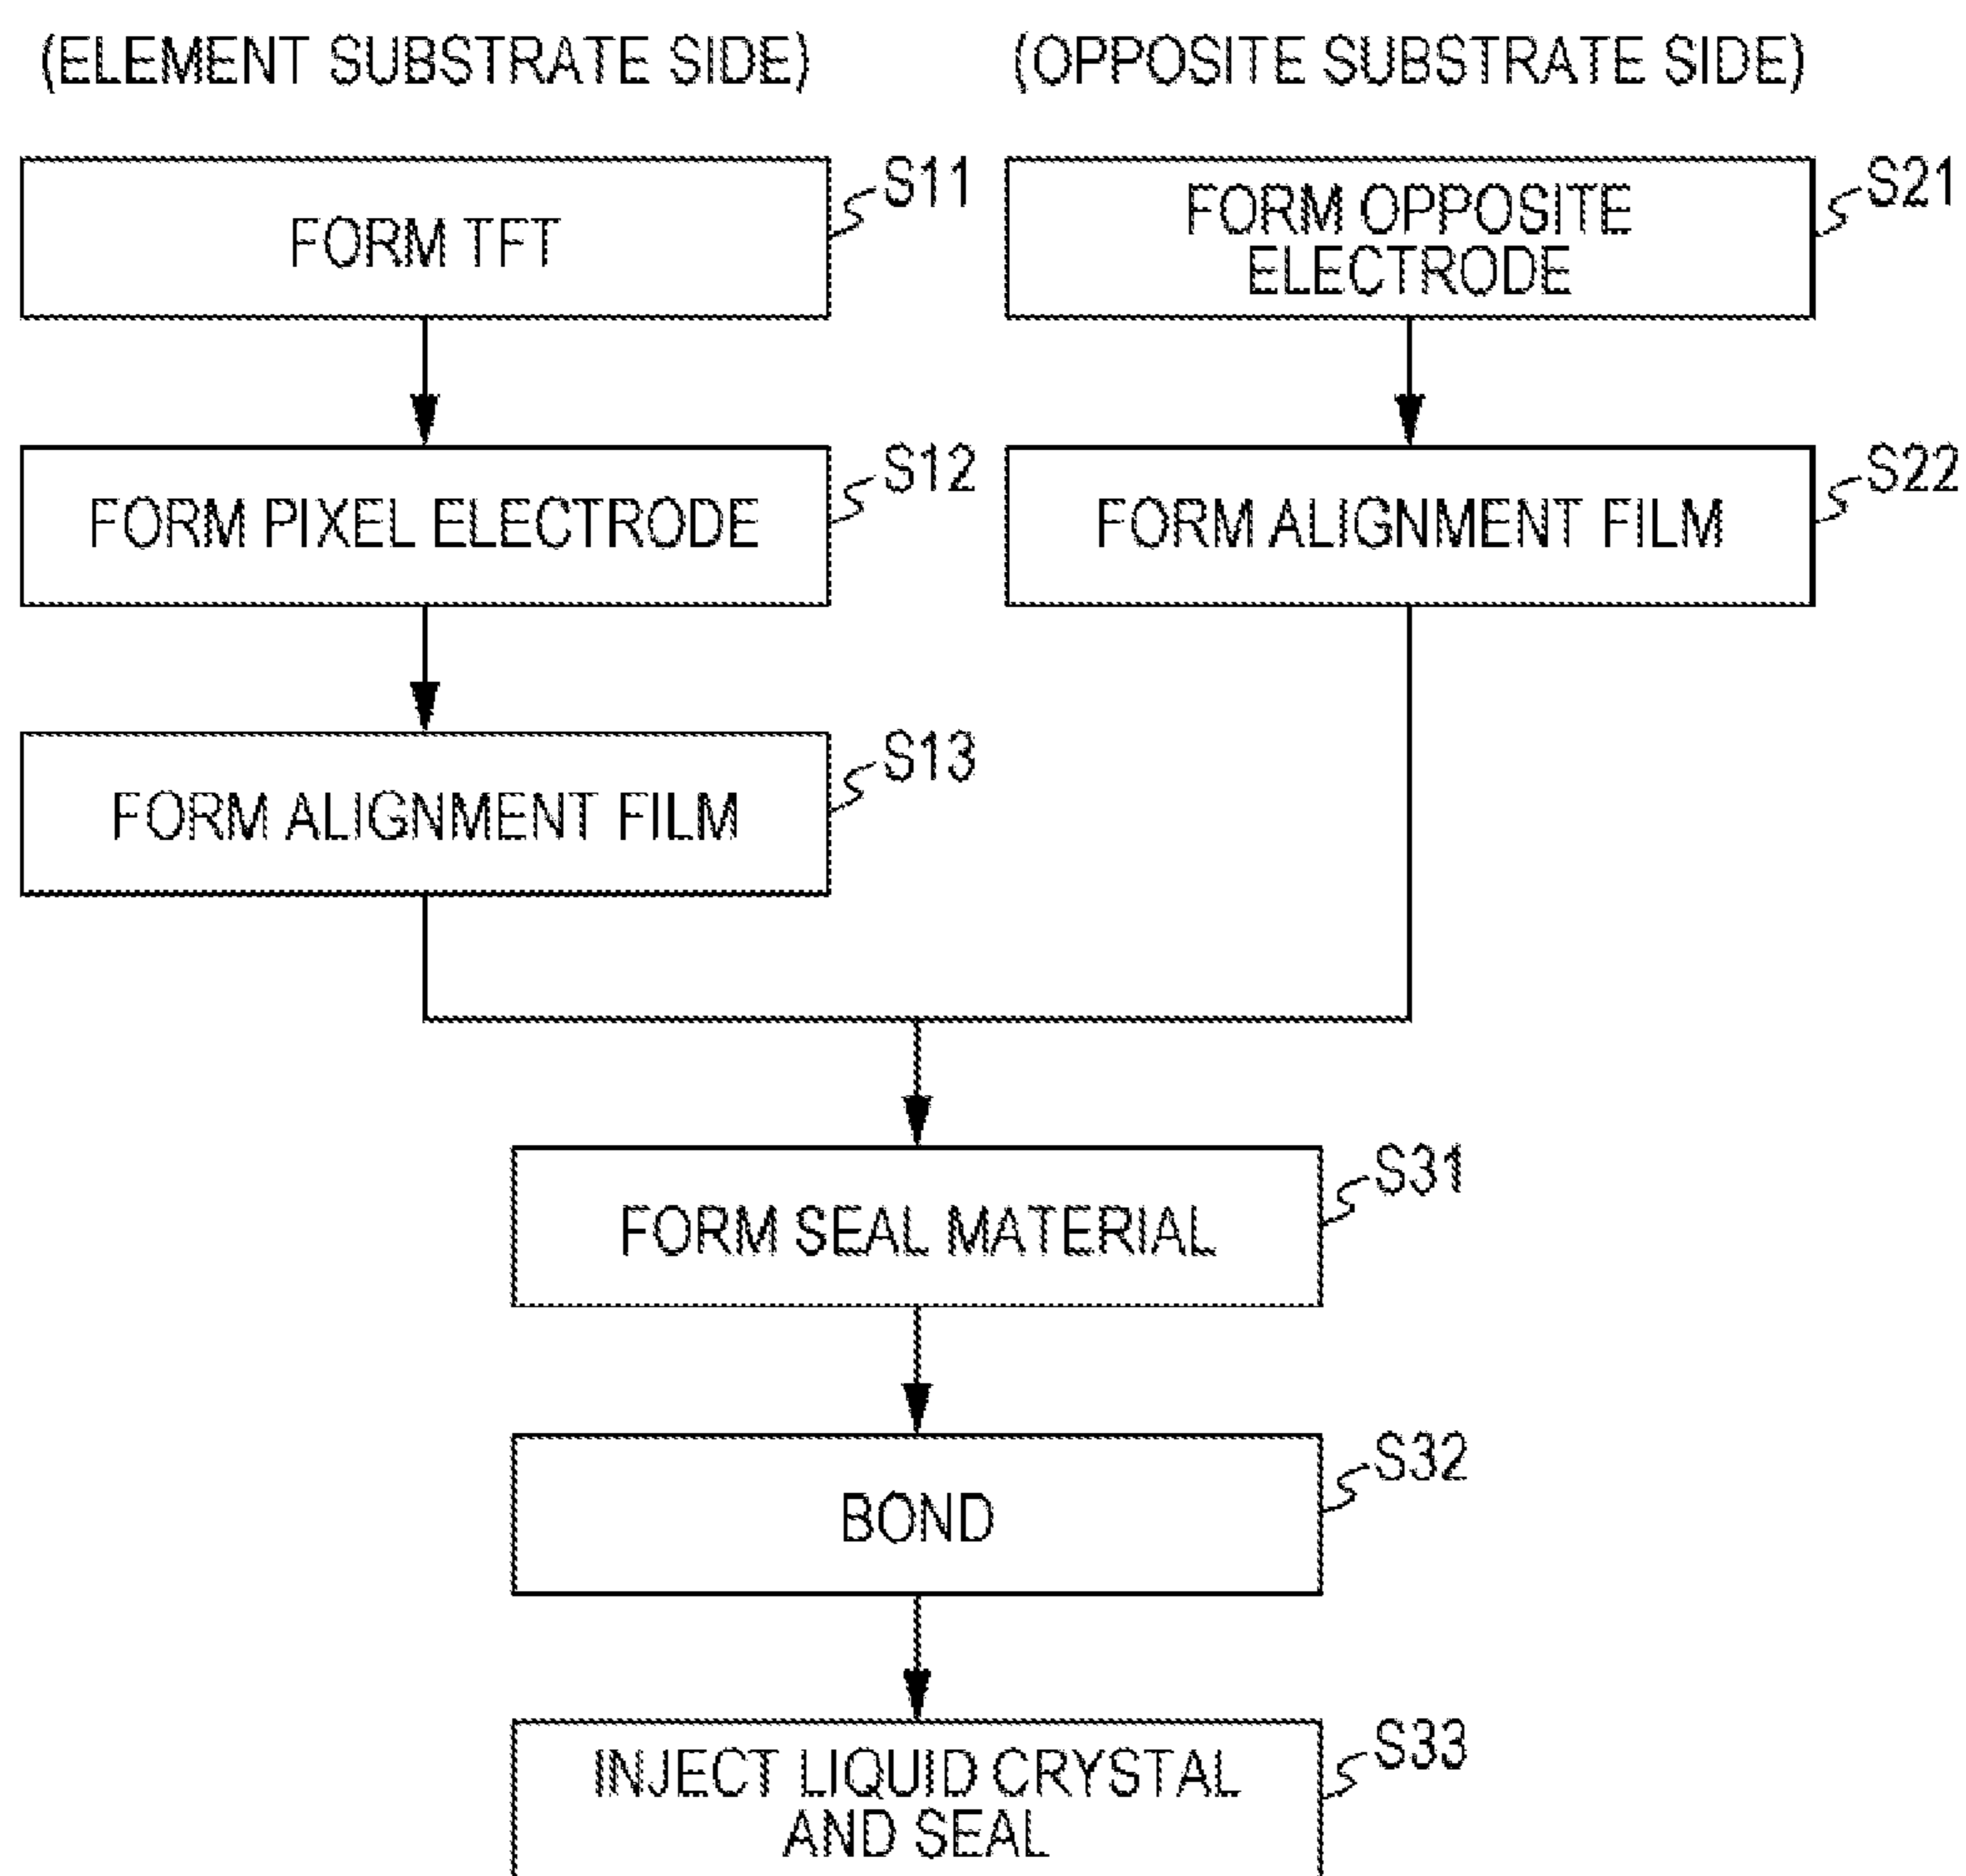 (ELEMENT SUBSTRATE SIDE)
(OPPOSITE SUBSTRATE SIDE)
FORM TFT
S11
FORM OPPOSITE
ELECTRODE
S21
FORM PIXEL ELECTRODE
S12
FORM ALIGNMENT FILM
S22
FORM ALIGNMENT FILM
S13
FORM SEAL MATERIAL
S31
BOND
S32
INJECT LIQUID CRYSTAL
AND SEAL
S33